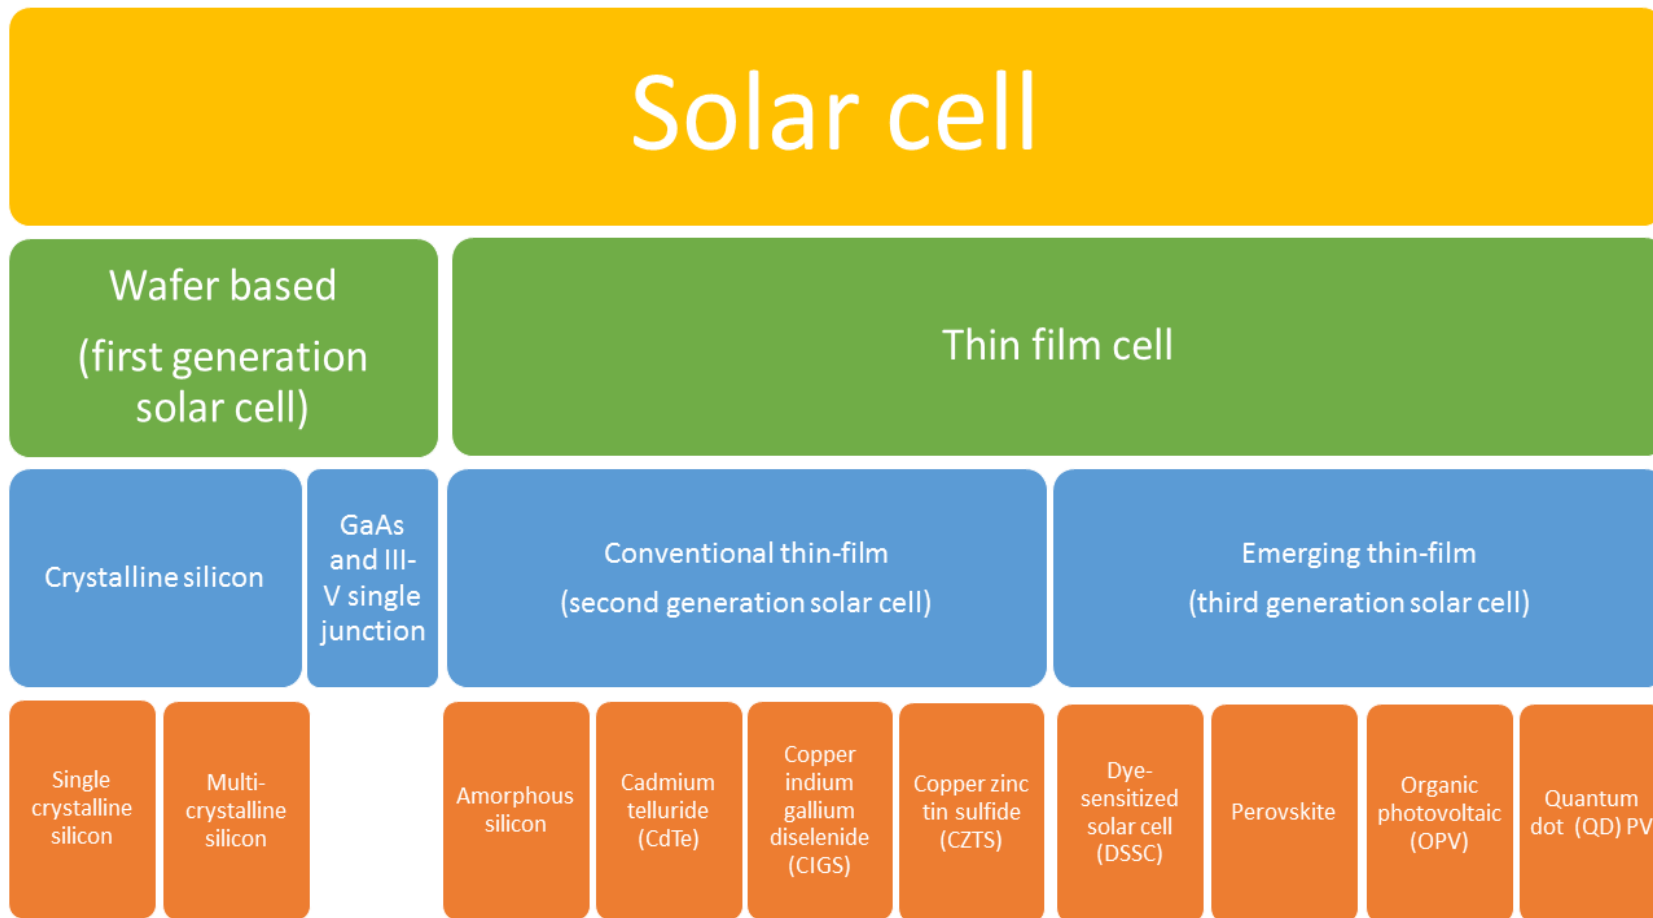 Solar cell
Wafer based
(first generation
solar cell)
Thin film cell
Crystalline silicon
GaAs
and III-
V single
junction
Conventional thin-film
(second generation solar cell)
Emerging thin-film
(third generation solar cell)
Single
crystalline
silicon
Multi-
crystalline
silicon
Amorphous
silicon
Cadmium
telluride
(CdTe)
Copper
indium
gallium
diselenide
(CIGS)
Copper zinc
tin sulfide
(CZTS)
Dye-
sensitized
solar cell
(DSSC)
Perovskite
Organic
photovoltaic
(OPV)
Quantum
dot (QD) PV